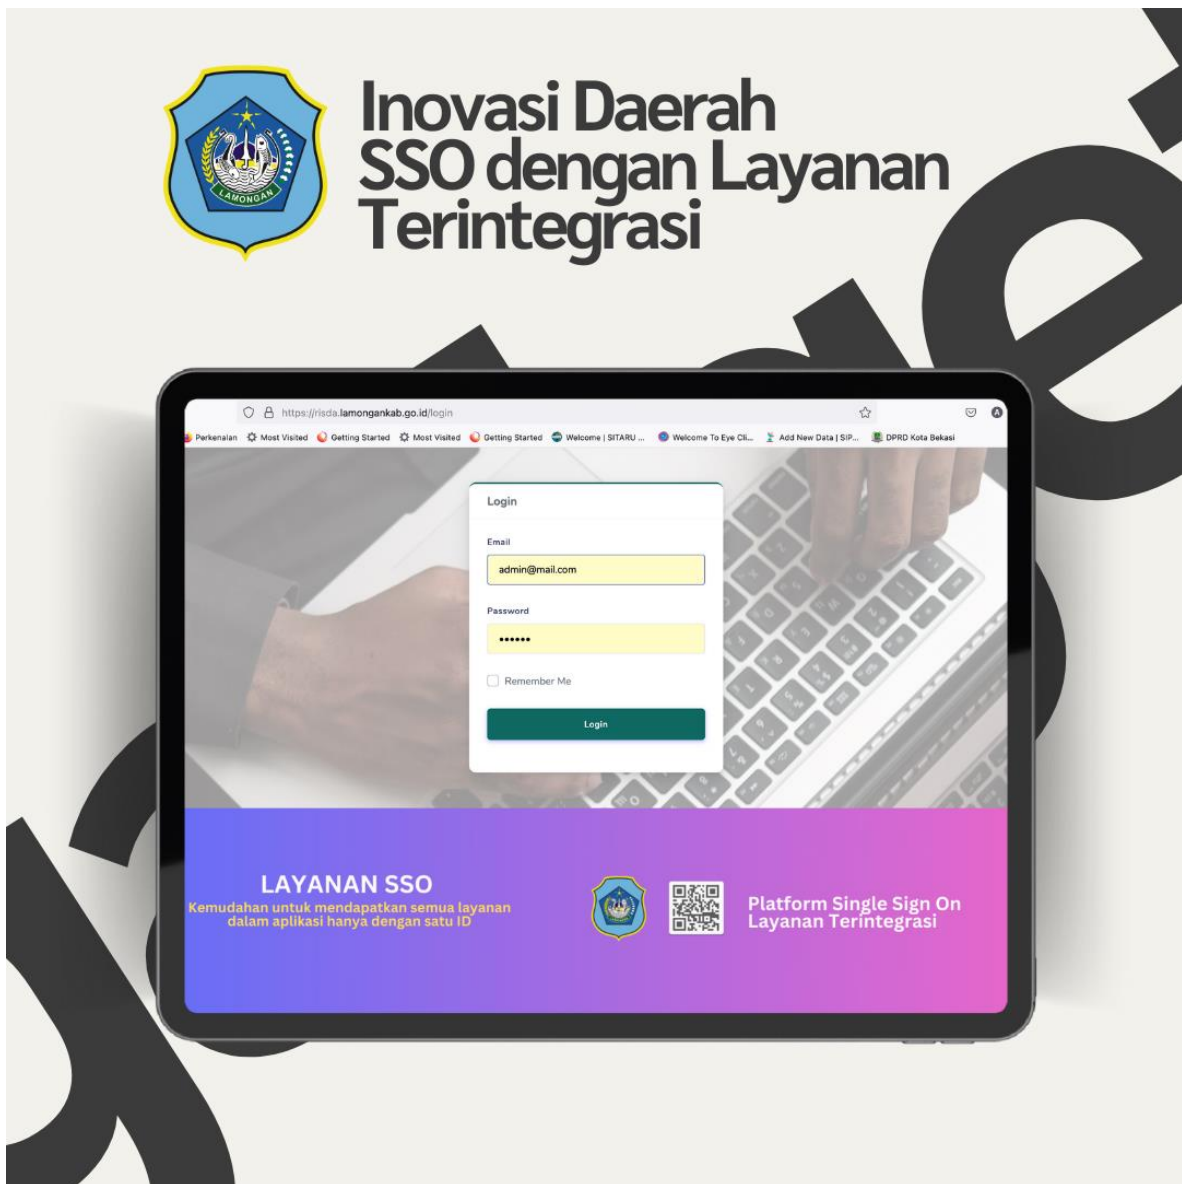 Inovasi Daerah
SSO dengan Layanan
Terintegrasi
LAMONGAN
https://risda.lamongankab.go.id/login
Perkenalan Most Visited Getting Started Most Visited Getting Started Welcome | SITARU ... Welcome To Eye Cli... Add New Data | SIP... DPRD Kota Bekasi
Login
Email
admin@mail.com
Password
••••••
Remember Me
Login
LAYANAN SSO
Kemudahan untuk mendapatkan semua layanan
dalam aplikasi hanya dengan satu ID
Platform Single Sign On
Layanan Terintegrasi